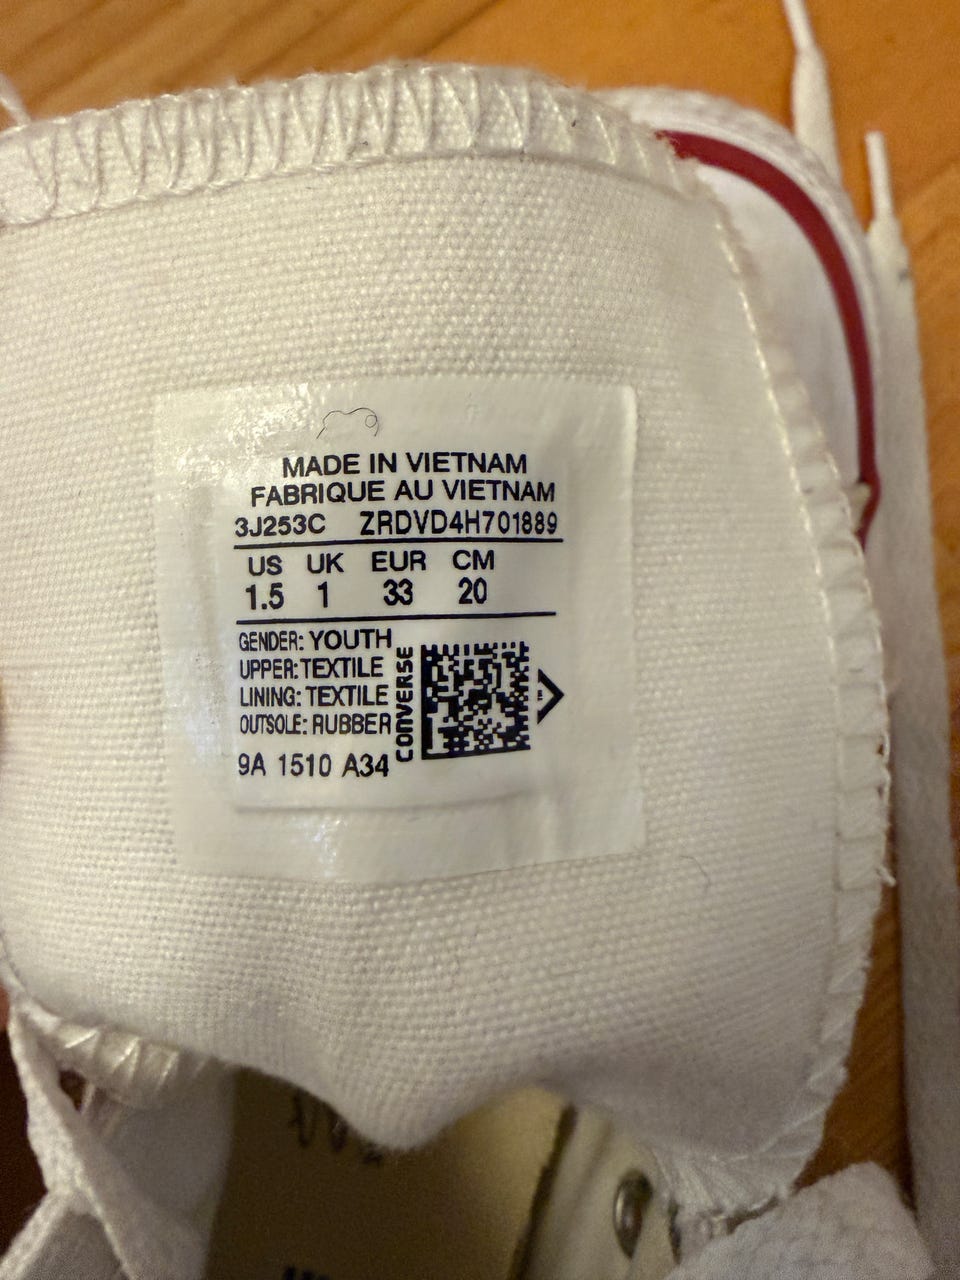 MADE IN VIETNAM
FABRIQUE AU VIETNAM
3J253C ZRDVD4H701889
US UK EUR CM
1.5 1 33 20
GENDER: YOUTH
UPPER: TEXTILE
LINING: TEXTILE
OUTSOLE: RUBBER
9A 1510 A34
CONVERSE